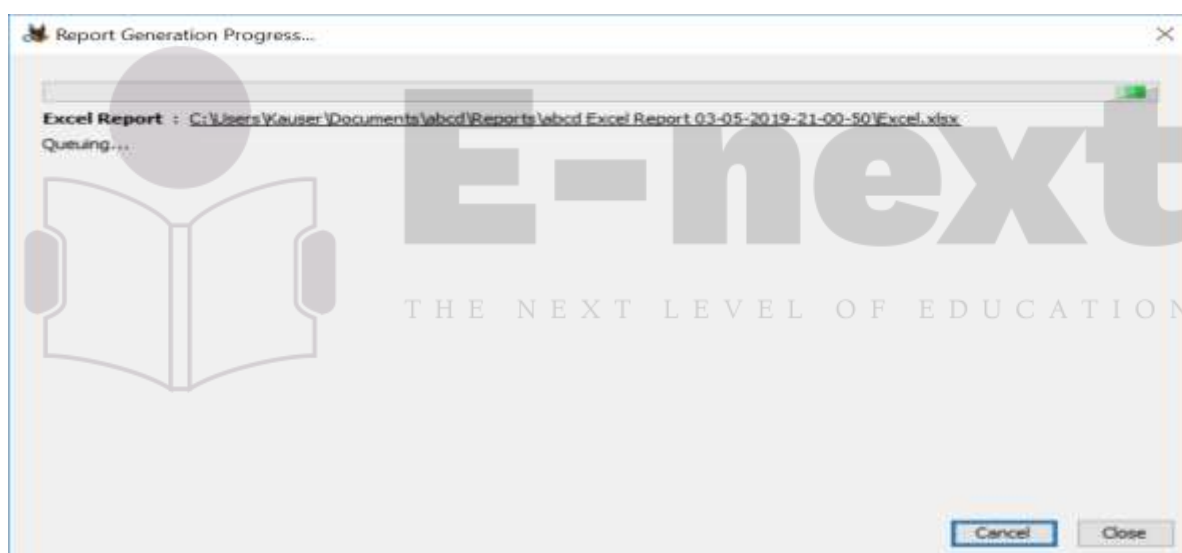 Report Generation Progress...
Excel Report : C:\Users\Kauser\Documents\abcd\Reports\abcd Excel Report 03-05-2019-21-00-50\Excel.xlsx
Queuing...
E-next
THE NEXT LEVEL OF EDUCATION
Cancel Close